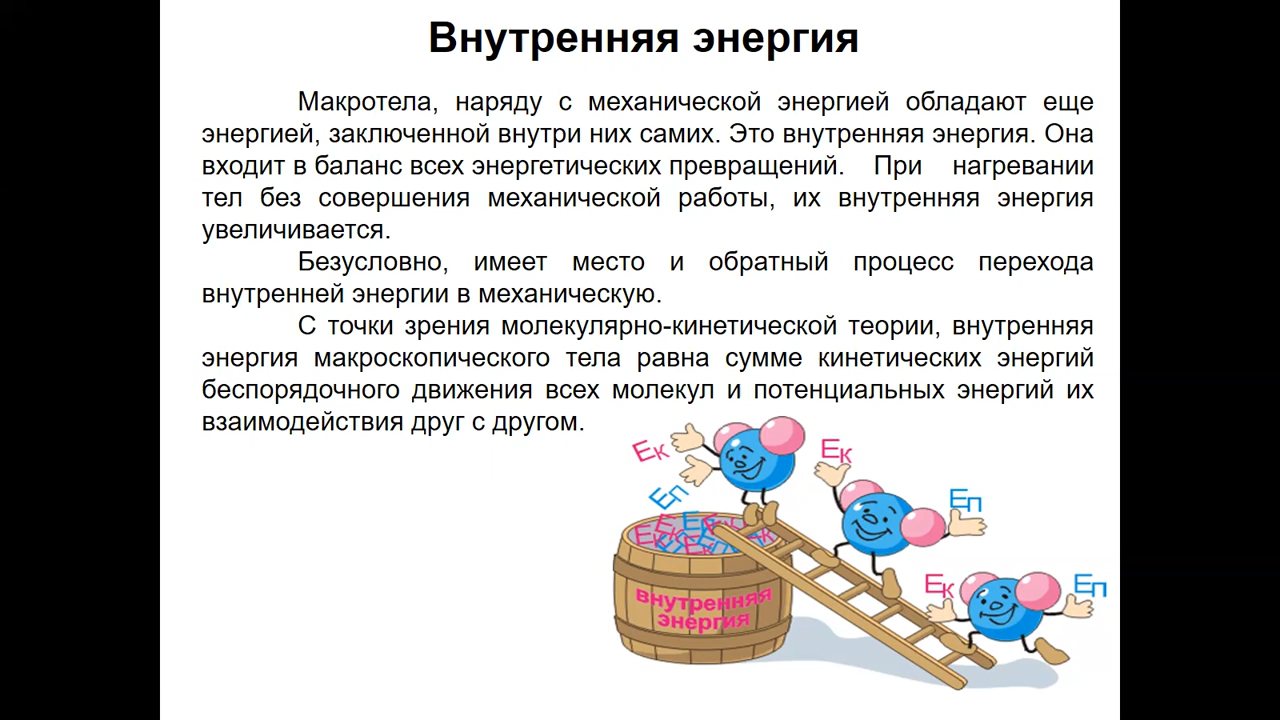 Внутренняя энергия
Макротела, наряду с механической энергией обладают еще
энергией, заключенной внутри них самих. Это внутренняя энергия. Она
входит в баланс всех энергетических превращений. При нагревании
тел без совершения механической работы, их внутренняя энергия
увеличивается.
Безусловно, имеет место и обратный процесс перехода
внутренней энергии в механическую.
С точки зрения молекулярно-кинетической теории, внутренняя
энергия макроскопического тела равна сумме кинетических энергий
беспорядочного движения всех молекул и потенциальных энергий их
взаимодействия друг с другом.
Ек
Ек
Еп
Еп
Ек
Еп
внутренняя
энергия